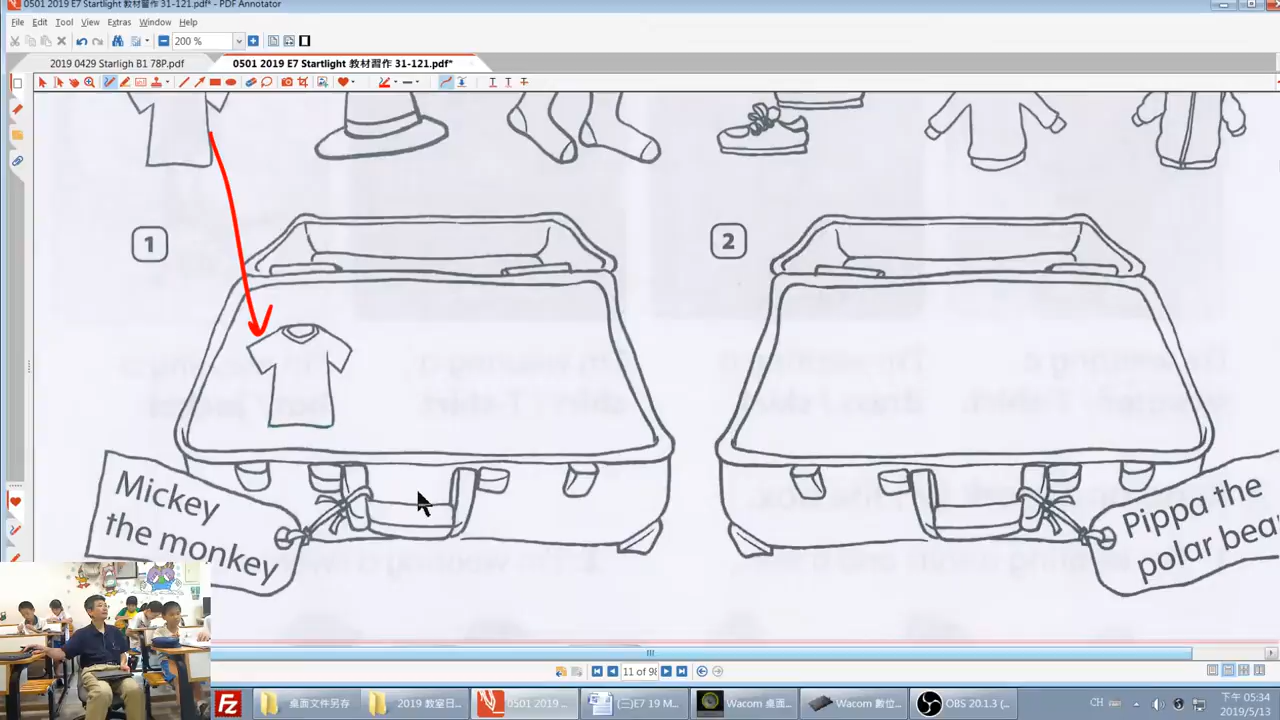 0501 2019 E7 Startlight 教材習作 31-121.pdf* - PDF Annotator
File Edit Tool View Extras Window Help
200 %
2019 0429 Starligh B1 78P.pdf
0501 2019 E7 Startlight 教材習作 31-121.pdf*
1
2
Mickey
the monkey
Pippa the
polar bea
11 of 98
桌面文件另存
2019 教室日...
0501 2019 ...
(三)E7 19 M...
Wacom 桌面...
Wacom 數位...
OBS 20.1.3 (...
CH
下午 05:34
2019/5/13